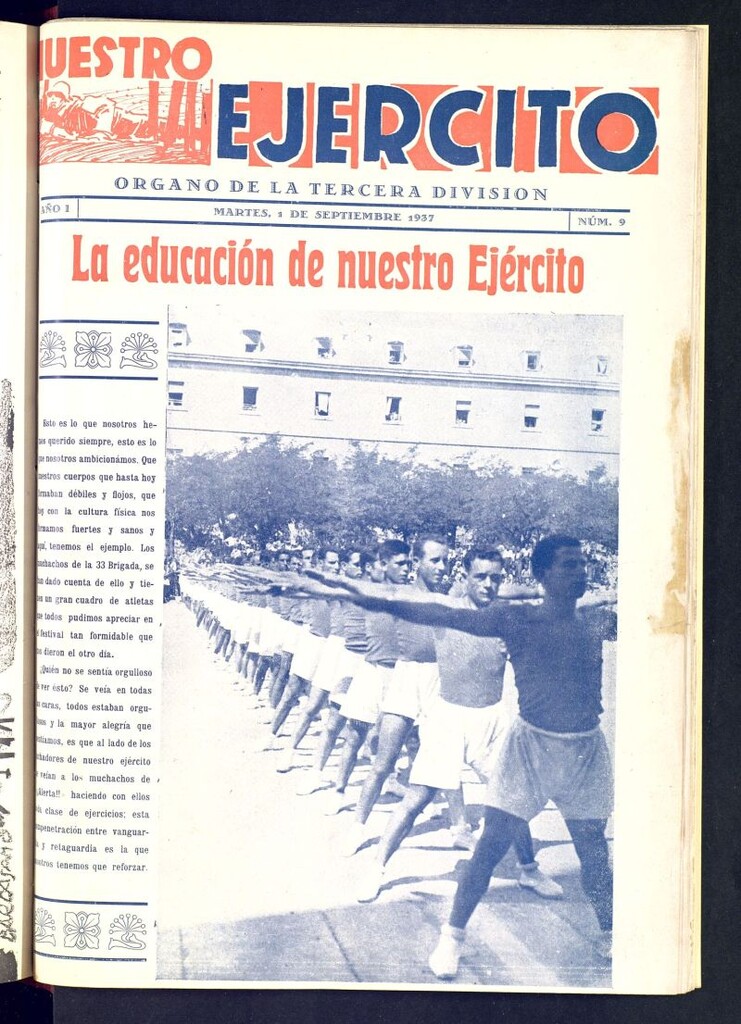 NUESTRO
EJERCITO
ORGANO DE LA TERCERA DIVISION
AÑO I
MARTES, 1 DE SEPTIEMBRE 1937
NÚM. 9
La educación de nuestro Ejército
Esto es lo que nosotros he-
querido siempre, esto es lo
nosotros ambicionámos. Que
cuerpos que hasta hoy
débiles y flojos, que
con la cultura física nos
fuertes y sanos y
tenemos el ejemplo. Los
de la 33 Brigada, se
dado cuenta de ello y tie-
un gran cuadro de atletas
todos pudimos apreciar en
festival tan formidable que
dieron el otro día.
¿Quién no se sentía orgulloso
ver ésto? Se veía en todas
caras, todos estaban orgu-
y la mayor alegría que
es que al lado de los
de nuestro ejército
veían a los muchachos de
¡Alerta!! haciendo con ellos
clase de ejercicios; esta
entre vanguar-
y retaguardia es la que
tenemos que reforzar.